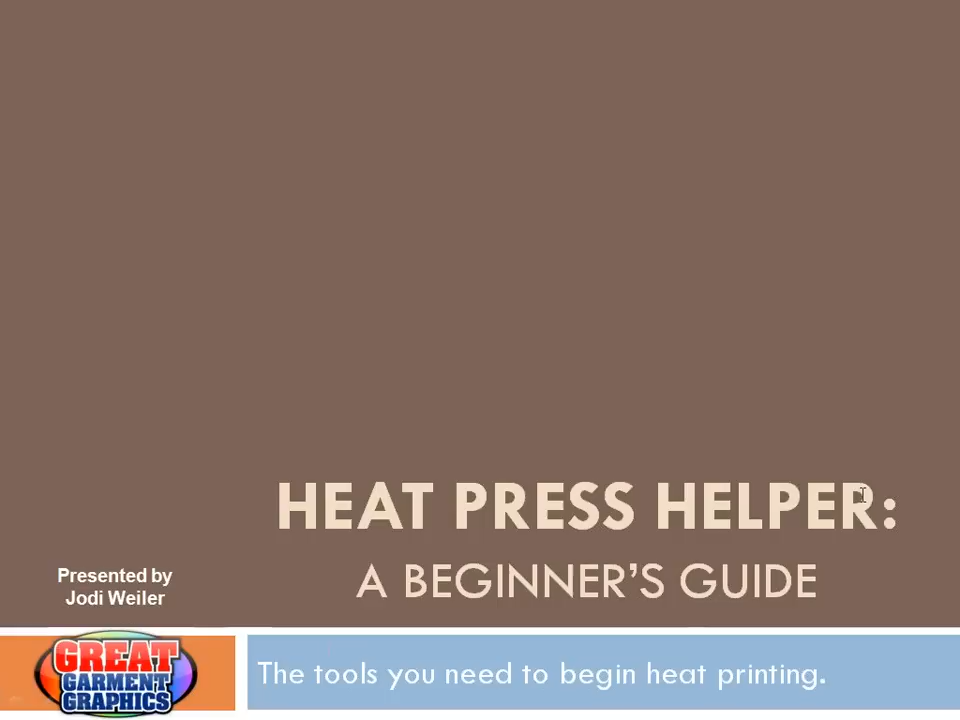 HEAT PRESS HELPER:
A BEGINNER’S GUIDE
Presented by
Jodi Weiler
GREAT
GARMENT
GRAPHICS
The tools you need to begin heat printing.